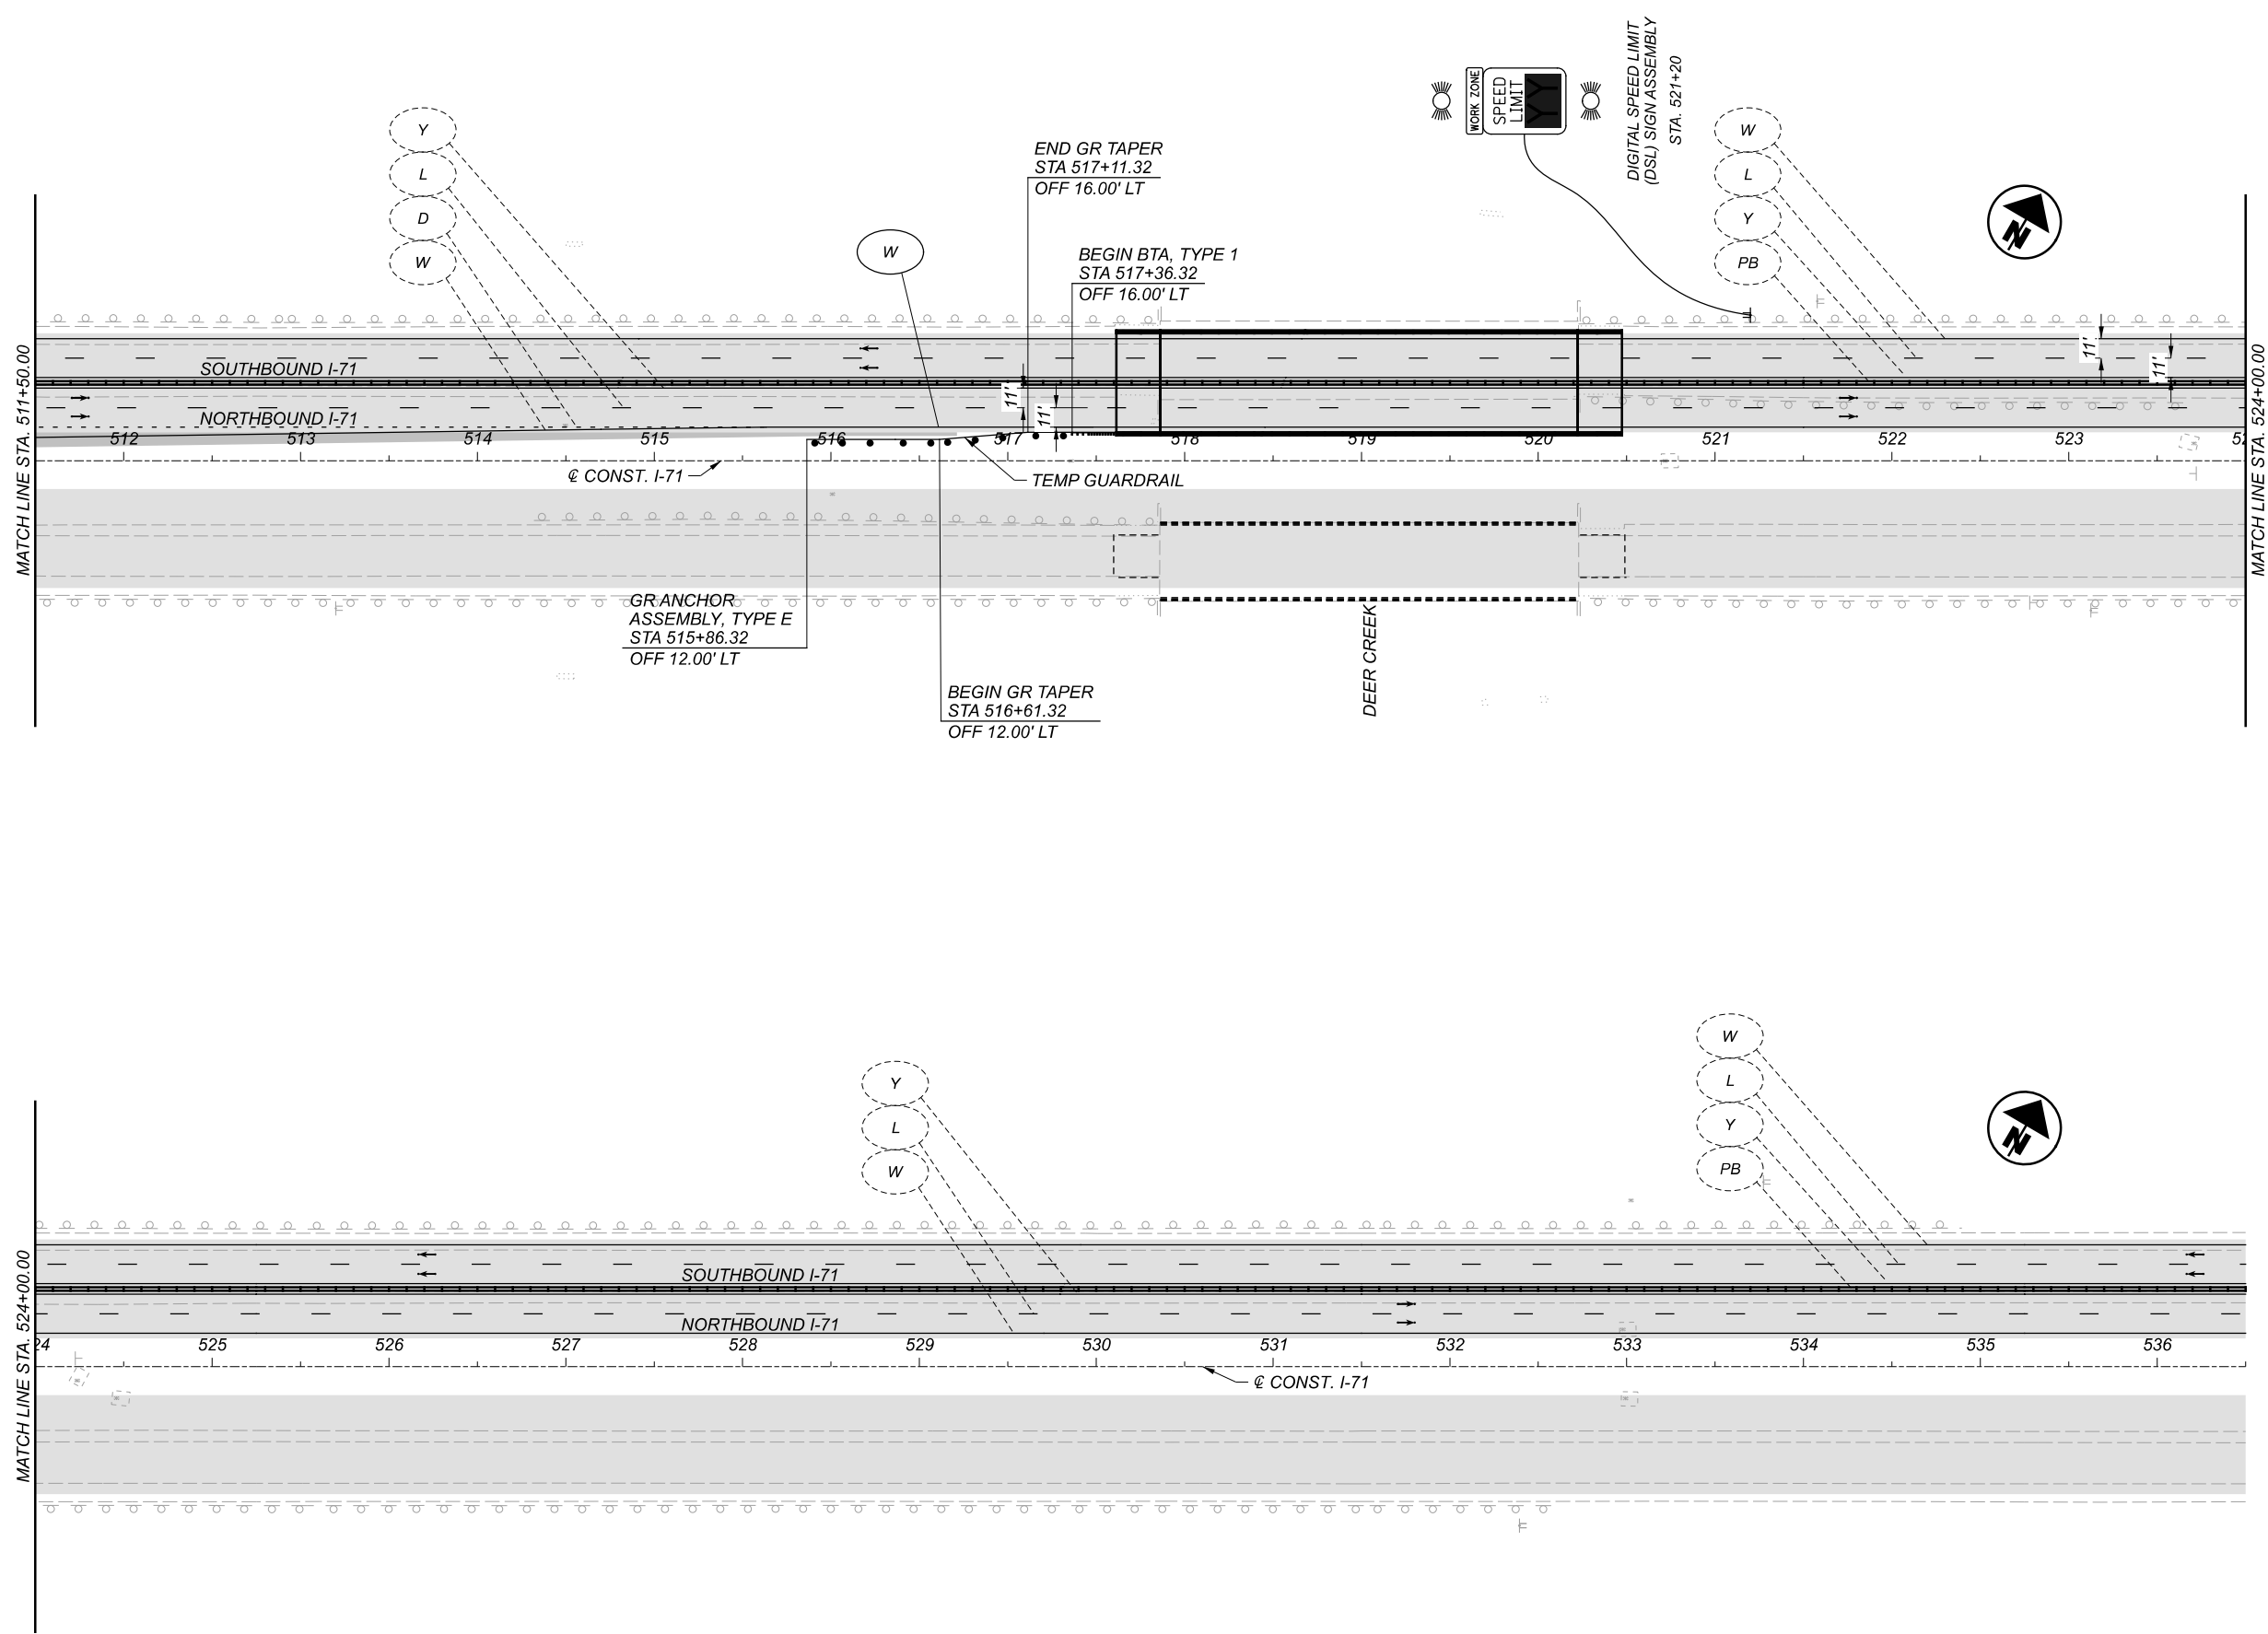 DIGITAL SPEED LIMIT
(DSL) SIGN ASSEMBLY
STA. 521+20
WORK ZONE
SPEED
LIMIT
YY
Y
L
D
W
W
END GR TAPER
STA 517+11.32
OFF 16.00' LT
BEGIN BTA, TYPE 1
STA 517+36.32
OFF 16.00' LT
W
L
Y
PB
N
MATCH LINE STA. 511+50.00
SOUTHBOUND I-71
NORTHBOUND I-71
11'
11'
11'
11'
512
513
514
515
516
517
518
519
520
521
522
523
52
MATCH LINE STA. 524+00.00
℄ CONST. I-71
TEMP GUARDRAIL
GR ANCHOR
ASSEMBLY, TYPE E
STA 515+86.32
OFF 12.00' LT
BEGIN GR TAPER
STA 516+61.32
OFF 12.00' LT
DEER CREEK
Y
L
W
W
L
Y
PB
N
MATCH LINE STA. 524+00.00
SOUTHBOUND I-71
NORTHBOUND I-71
24
525
526
527
528
529
530
531
532
533
534
535
536
℄ CONST. I-71